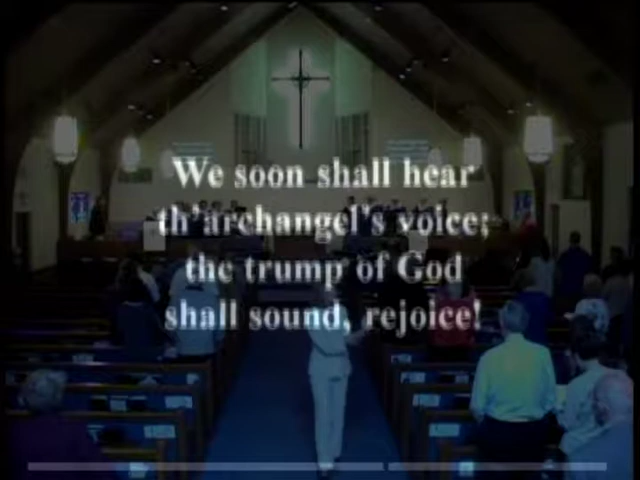 We soon shall hear
th'archangel's voice;
the trump of God
shall sound, rejoice!